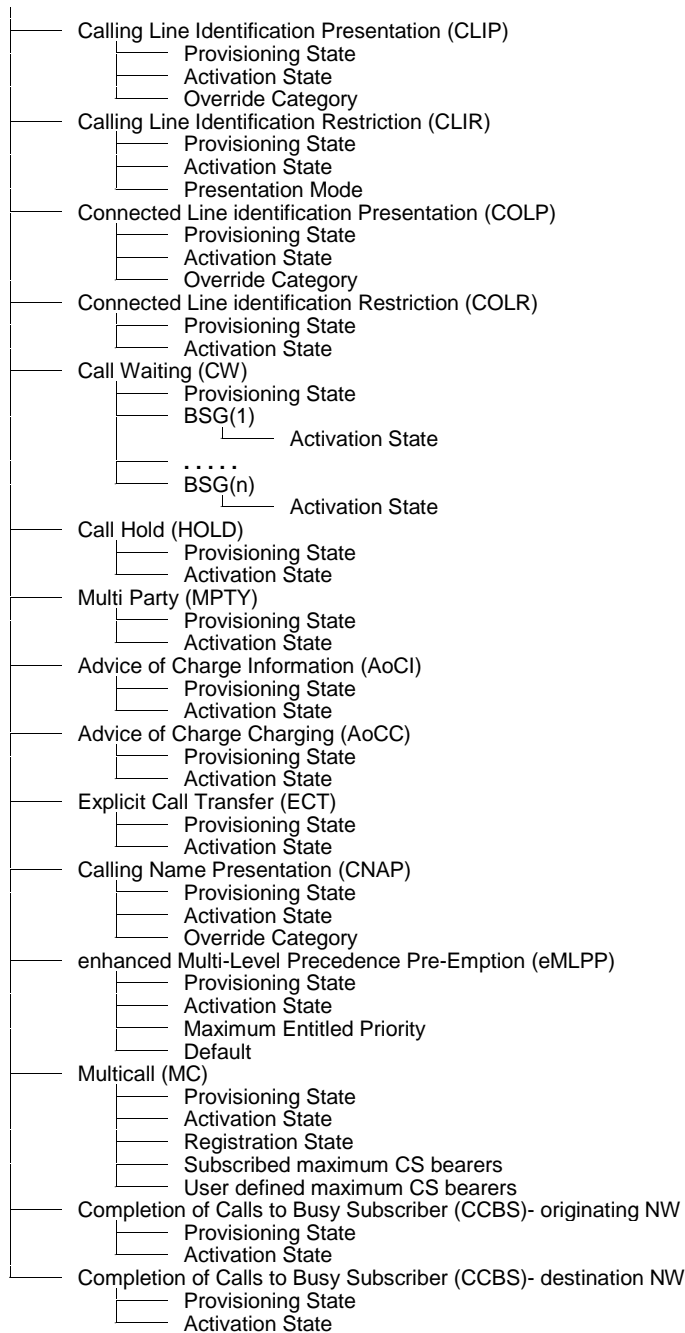 Calling Line Identification Presentation (CLIP)
Provisioning State
Activation State
Override Category
Calling Line Identification Restriction (CLIR)
Provisioning State
Activation State
Presentation Mode
Connected Line identification Presentation (COLP)
Provisioning State
Activation State
Override Category
Connected Line identification Restriction (COLR)
Provisioning State
Activation State
Call Waiting (CW)
Provisioning State
BSG(1)
Activation State
. . . . .
BSG(n)
Activation State
Call Hold (HOLD)
Provisioning State
Activation State
Multi Party (MPTY)
Provisioning State
Activation State
Advice of Charge Information (AoCI)
Provisioning State
Activation State
Advice of Charge Charging (AoCC)
Provisioning State
Activation State
Explicit Call Transfer (ECT)
Provisioning State
Activation State
Calling Name Presentation (CNAP)
Provisioning State
Activation State
Override Category
enhanced Multi-Level Precedence Pre-Emption (eMLPP)
Provisioning State
Activation State
Maximum Entitled Priority
Default
Multicall (MC)
Provisioning State
Activation State
Registration State
Subscribed maximum CS bearers
User defined maximum CS bearers
Completion of Calls to Busy Subscriber (CCBS)- originating NW
Provisioning State
Activation State
Completion of Calls to Busy Subscriber (CCBS)- destination NW
Provisioning State
Activation State